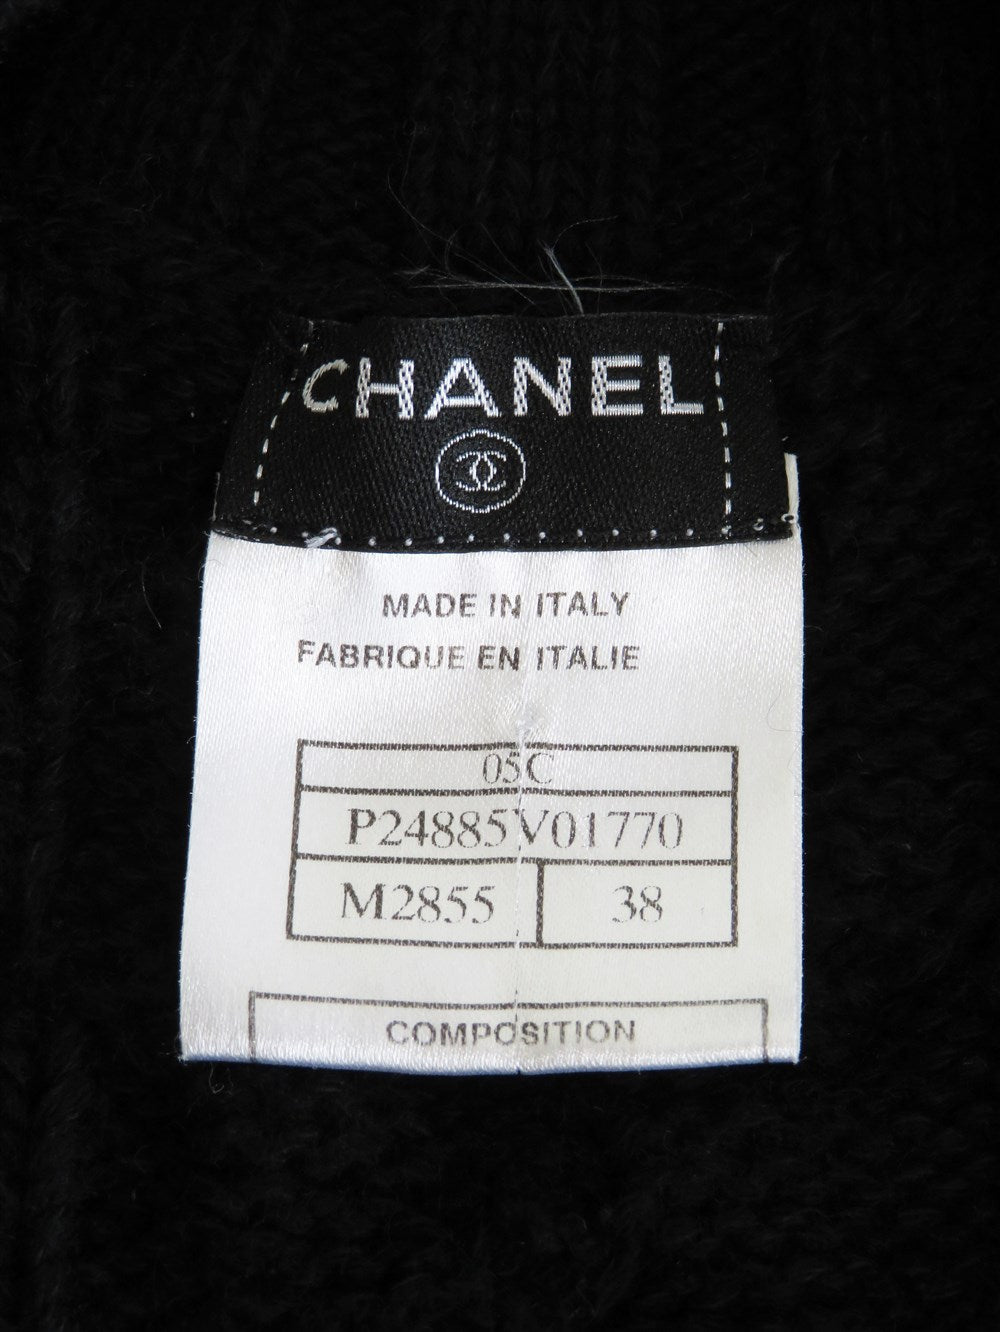 CHANEL
MADE IN ITALY
FABRIQUE EN ITALIE
05C
P24885V01770
M2855 38
COMPOSITION